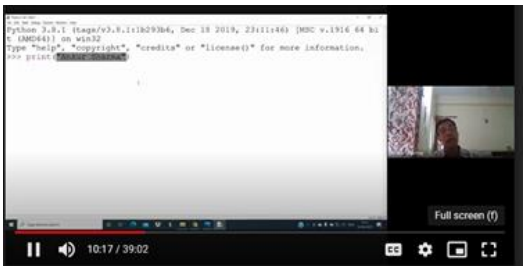 Python 3.8.1 (tags/v3.8.1:1b293b6, Dec 18 2019, 23:11:46) [MSC v.1916 64 bi
t (AMD64)] on win32
Type "help", "copyright", "credits" or "license()" for more information.
>>> print("Ankur Sharma")
Full screen (f)
10:17 / 39:02
CC